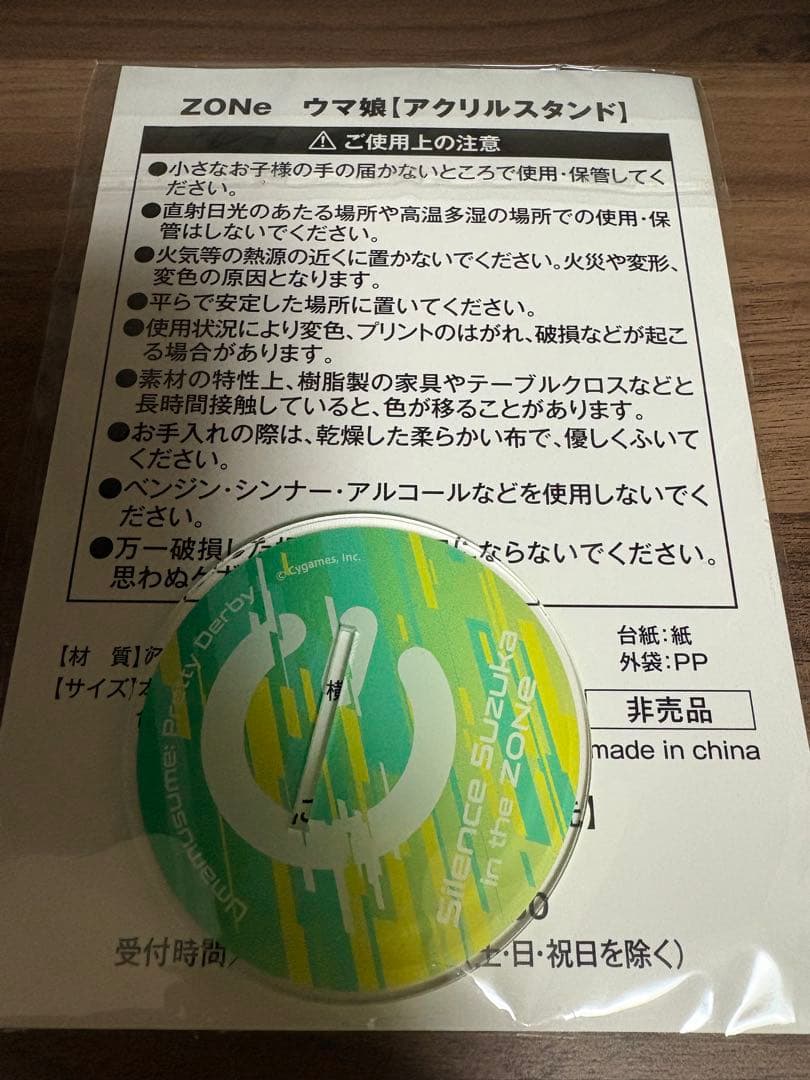 ZONe ウマ娘【アクリルスタンド】
⚠ ご使用上の注意
●小さなお子様の手の届かないところで使用・保管してく
ださい。
●直射日光のあたる場所や高温多湿の場所での使用・保
管はしないでください。
●火気等の熱源の近くに置かないでください。火災や変形、
変色の原因となります。
●平らで安定した場所に置いてください。
●使用状況により変色、プリントのはがれ、破損などが起こ
る場合があります。
●素材の特性上、樹脂製の家具やテーブルクロスなどと
長時間接触していると、色が移ることがあります。
●お手入れの際は、乾燥した柔らかい布で、優しくふいて
ください。
●ベンジン・シンナー・アルコールなどを使用しないでく
ださい。
●万一破損した ならないでください。
思わぬケガ
【材 質】ア
台紙:紙
【サイズ】
横
外袋:PP
非売品
made in china
受付時間
土・日・祝日を除く)
© Cygames, Inc.
Umamusume: Pretty Derby
Silence Suzuka
in the ZONe